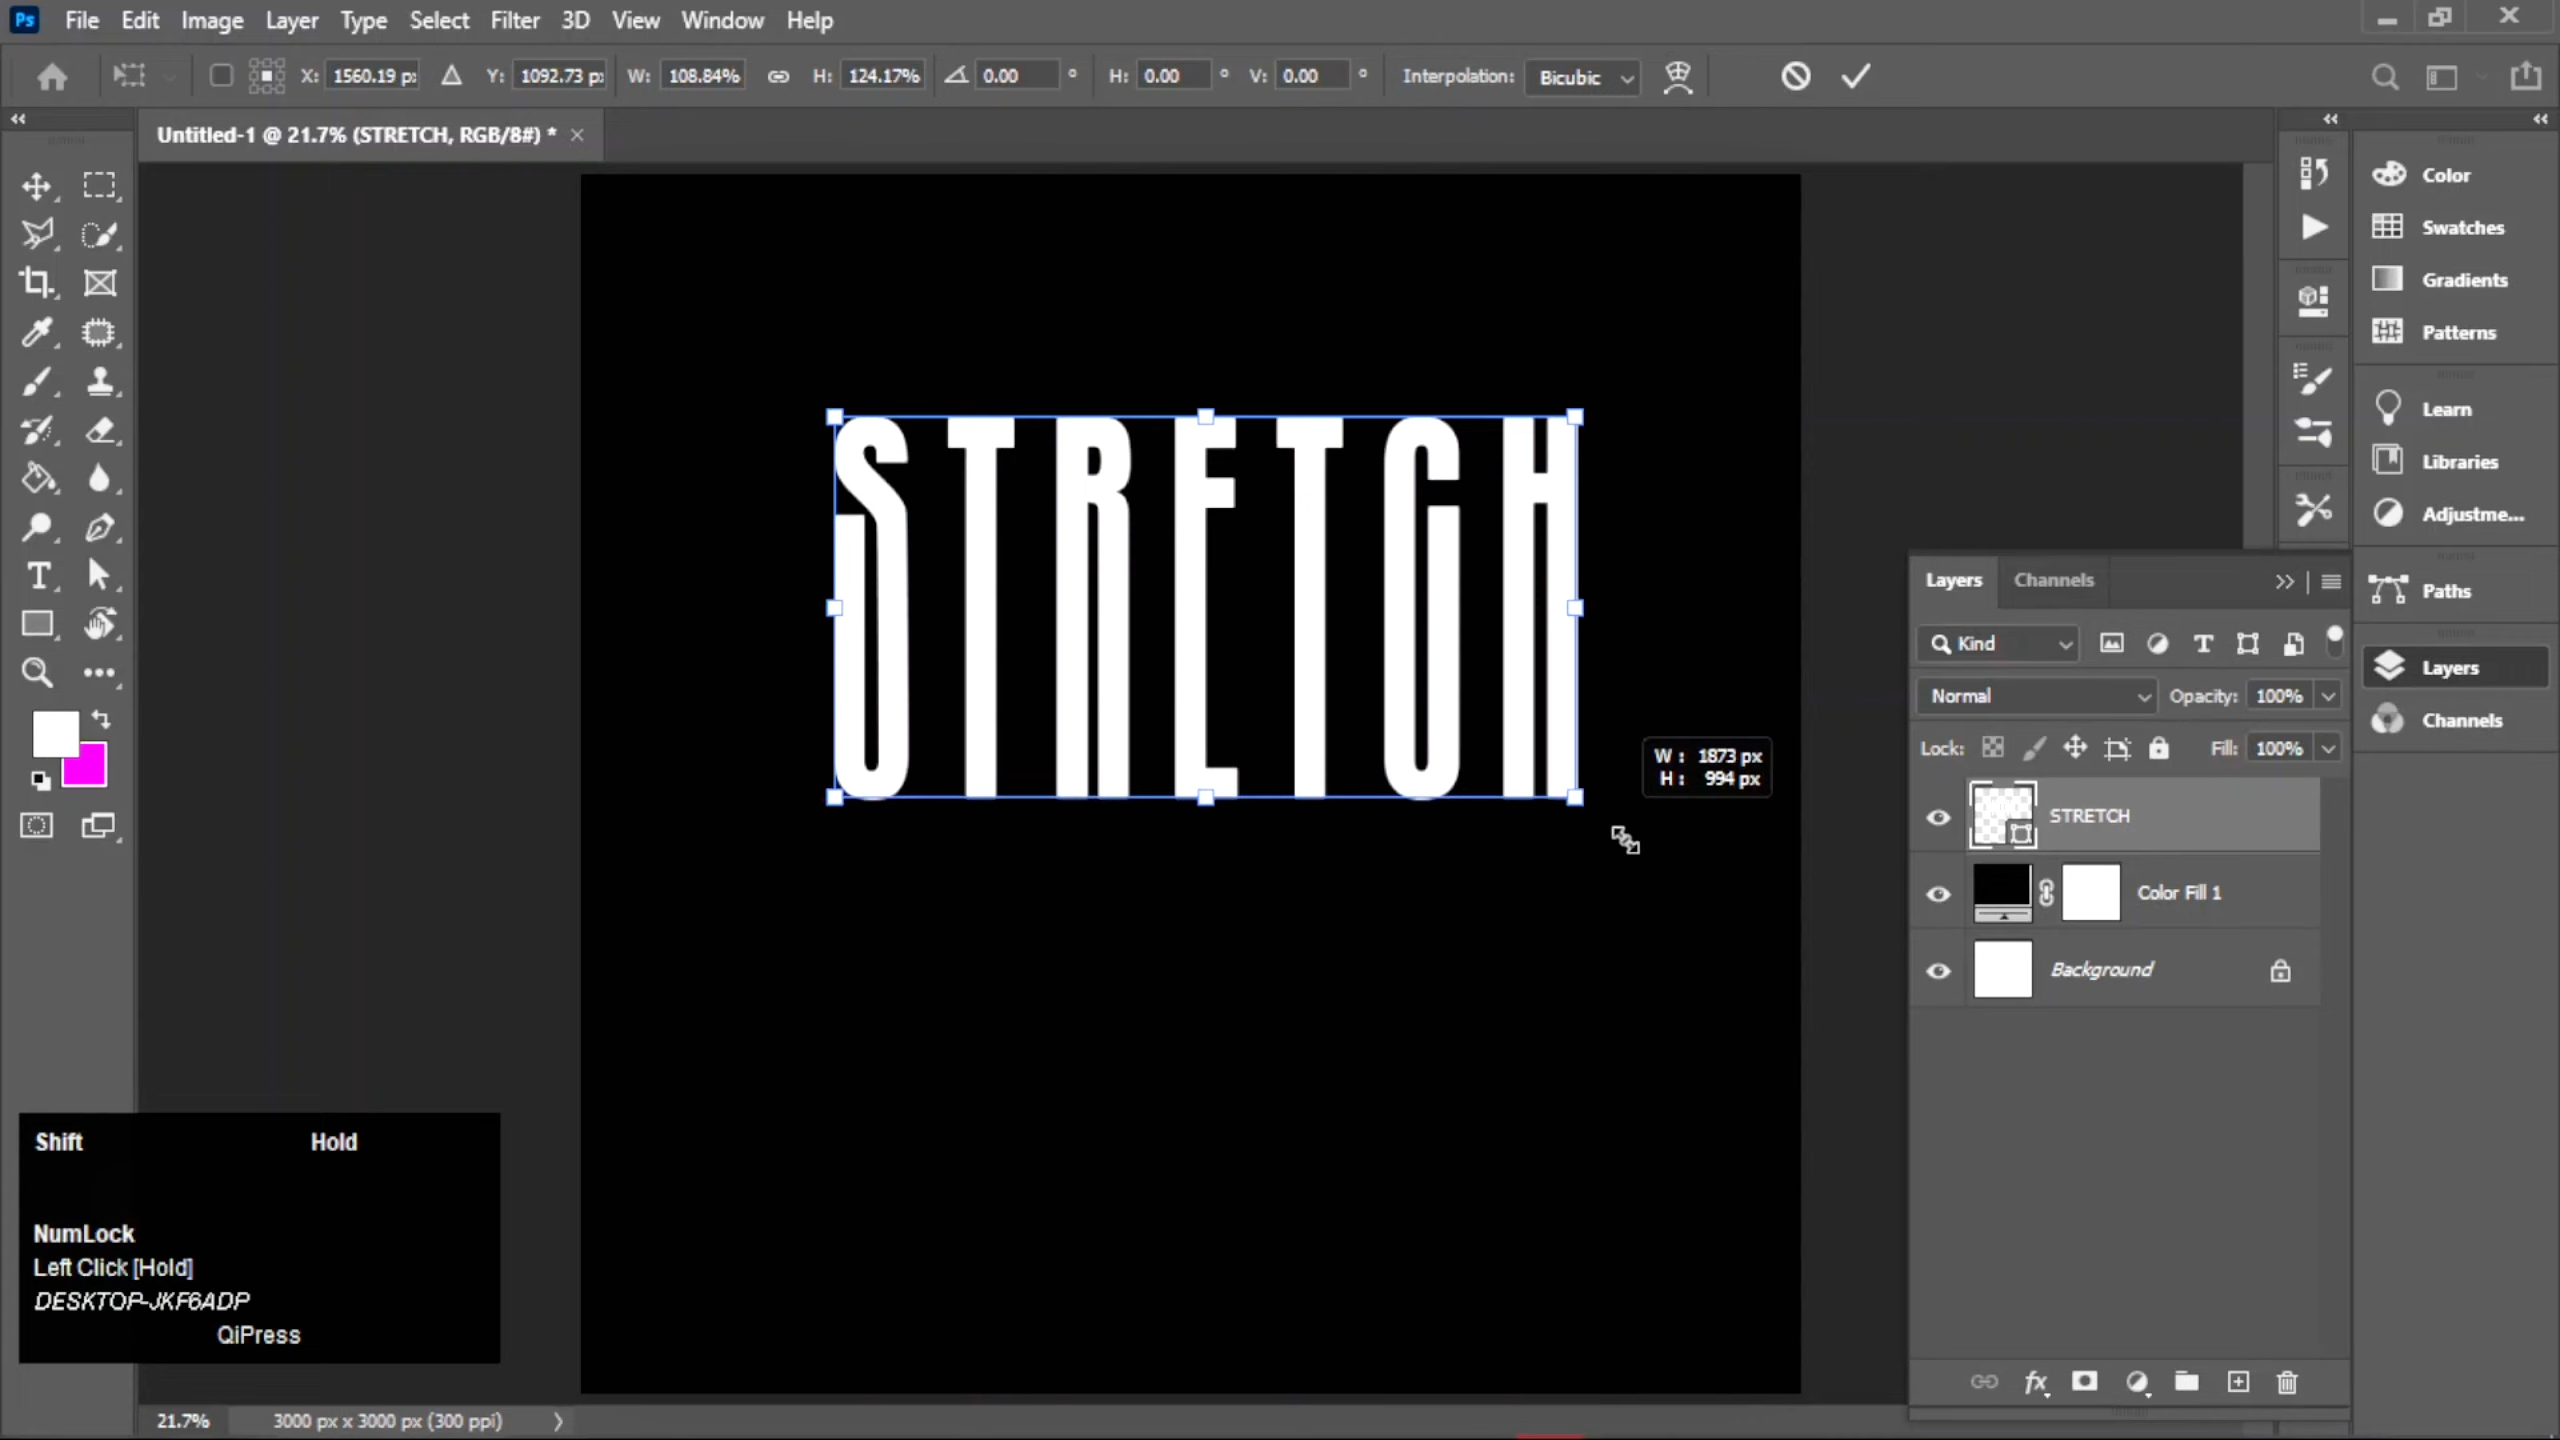 Ps File Edit Image Layer Type Select Filter 3D View Window Help
X: 1560.19 p: Y: 1092.73 p: W: 108.84% H: 124.17% 0.00 ° H: 0.00 ° V: 0.00 ° Interpolation: Bicubic
Untitled-1 @ 21.7% (STRETCH, RGB/8#) * ×
STRETCH
W : 1873 px
H : 994 px
Color
Swatches
Gradients
Patterns
Learn
Libraries
Adjustme...
Paths
Layers
Channels
Layers Channels
Kind
Normal Opacity: 100%
Lock: Fill: 100%
STRETCH
Color Fill 1
Background
Shift Hold
NumLock
Left Click [Hold]
DESKTOP-JKF6ADP
QiPress
21.7% 3000 px x 3000 px (300 ppi)